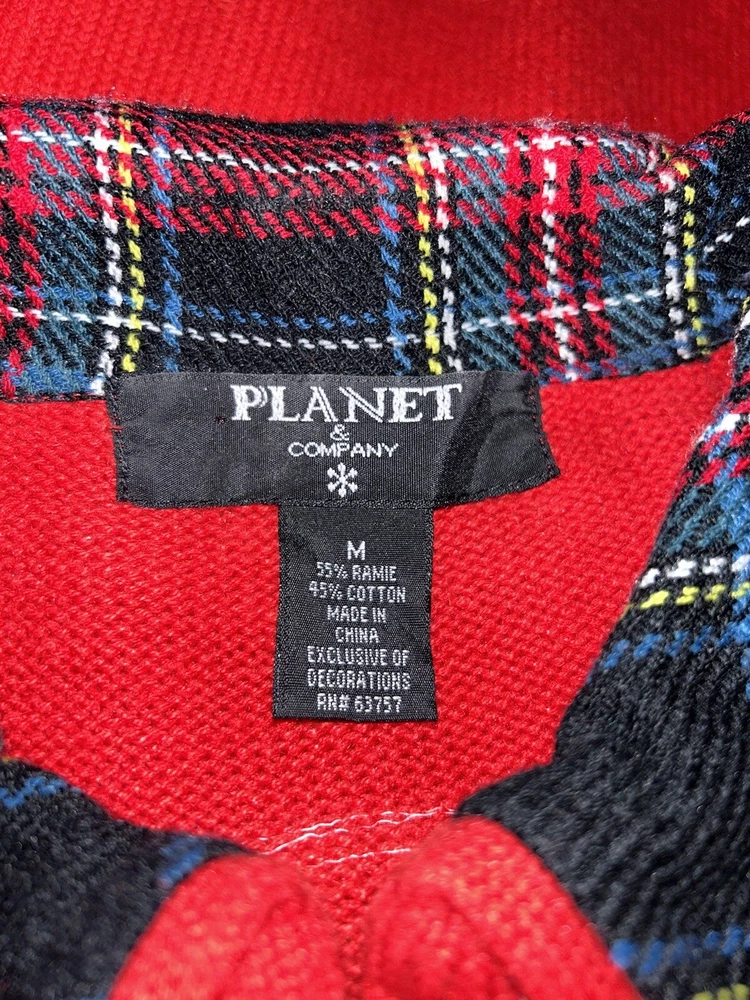 PLANET
&
COMPANY
M
55% RAMIE
45% COTTON
MADE IN
CHINA
EXCLUSIVE OF
DECORATIONS
RN# 63757